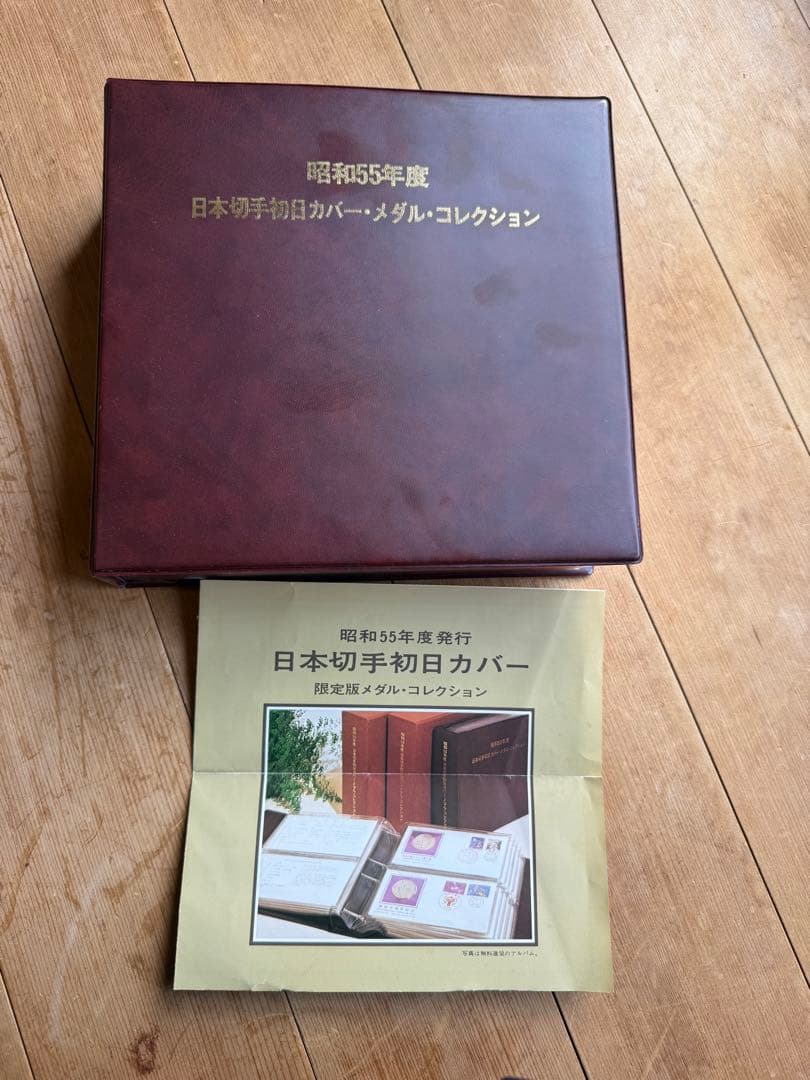 昭和55年度
日本切手初日カバー・メダル・コレクション
昭和55年度発行
日本切手初日カバー
限定版メダル・コレクション
写真は無料進呈のアルバム。